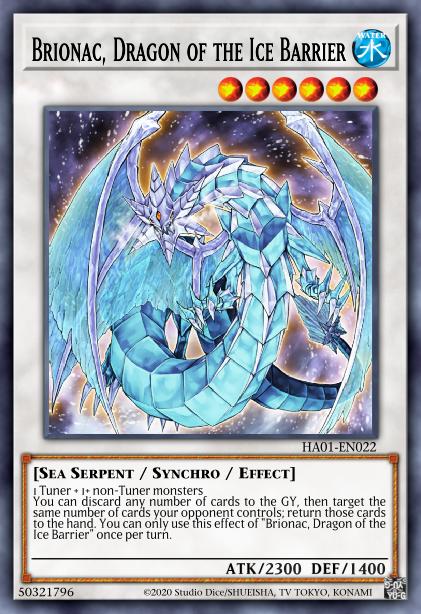 Brionac, Dragon of the Ice Barrier
WATER
水
HA01-EN022
[Sea Serpent / Synchro / Effect]
1 Tuner + 1+ non-Tuner monsters
You can discard any number of cards to the GY, then target the
same number of cards your opponent controls; return those cards
to the hand. You can only use this effect of "Brionac, Dragon of the
Ice Barrier" once per turn.
ATK/2300 DEF/1400
50321796
©2020 Studio Dice/SHUEISHA, TV TOKYO, KONAMI